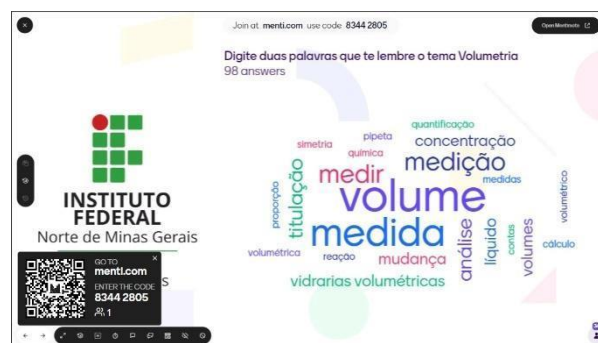 Join at menti.com use code 8344 2805
Open Mentimeter
Digite duas palavras que te lembre o tema Volumetria
98 answers
INSTITUTO
FEDERAL
Norte de Minas Gerais
GO TO
menti.com
ENTER THE CODE
8344 2805
1
quantificação
pipeta
simetria
concentração
química
medição
medir
medidas
volumétrico
titulação
proporção
volume
medida
análise
líquido
contas
volumes
cálculo
volumétrica
reação
mudança
vidrarias volumétricas